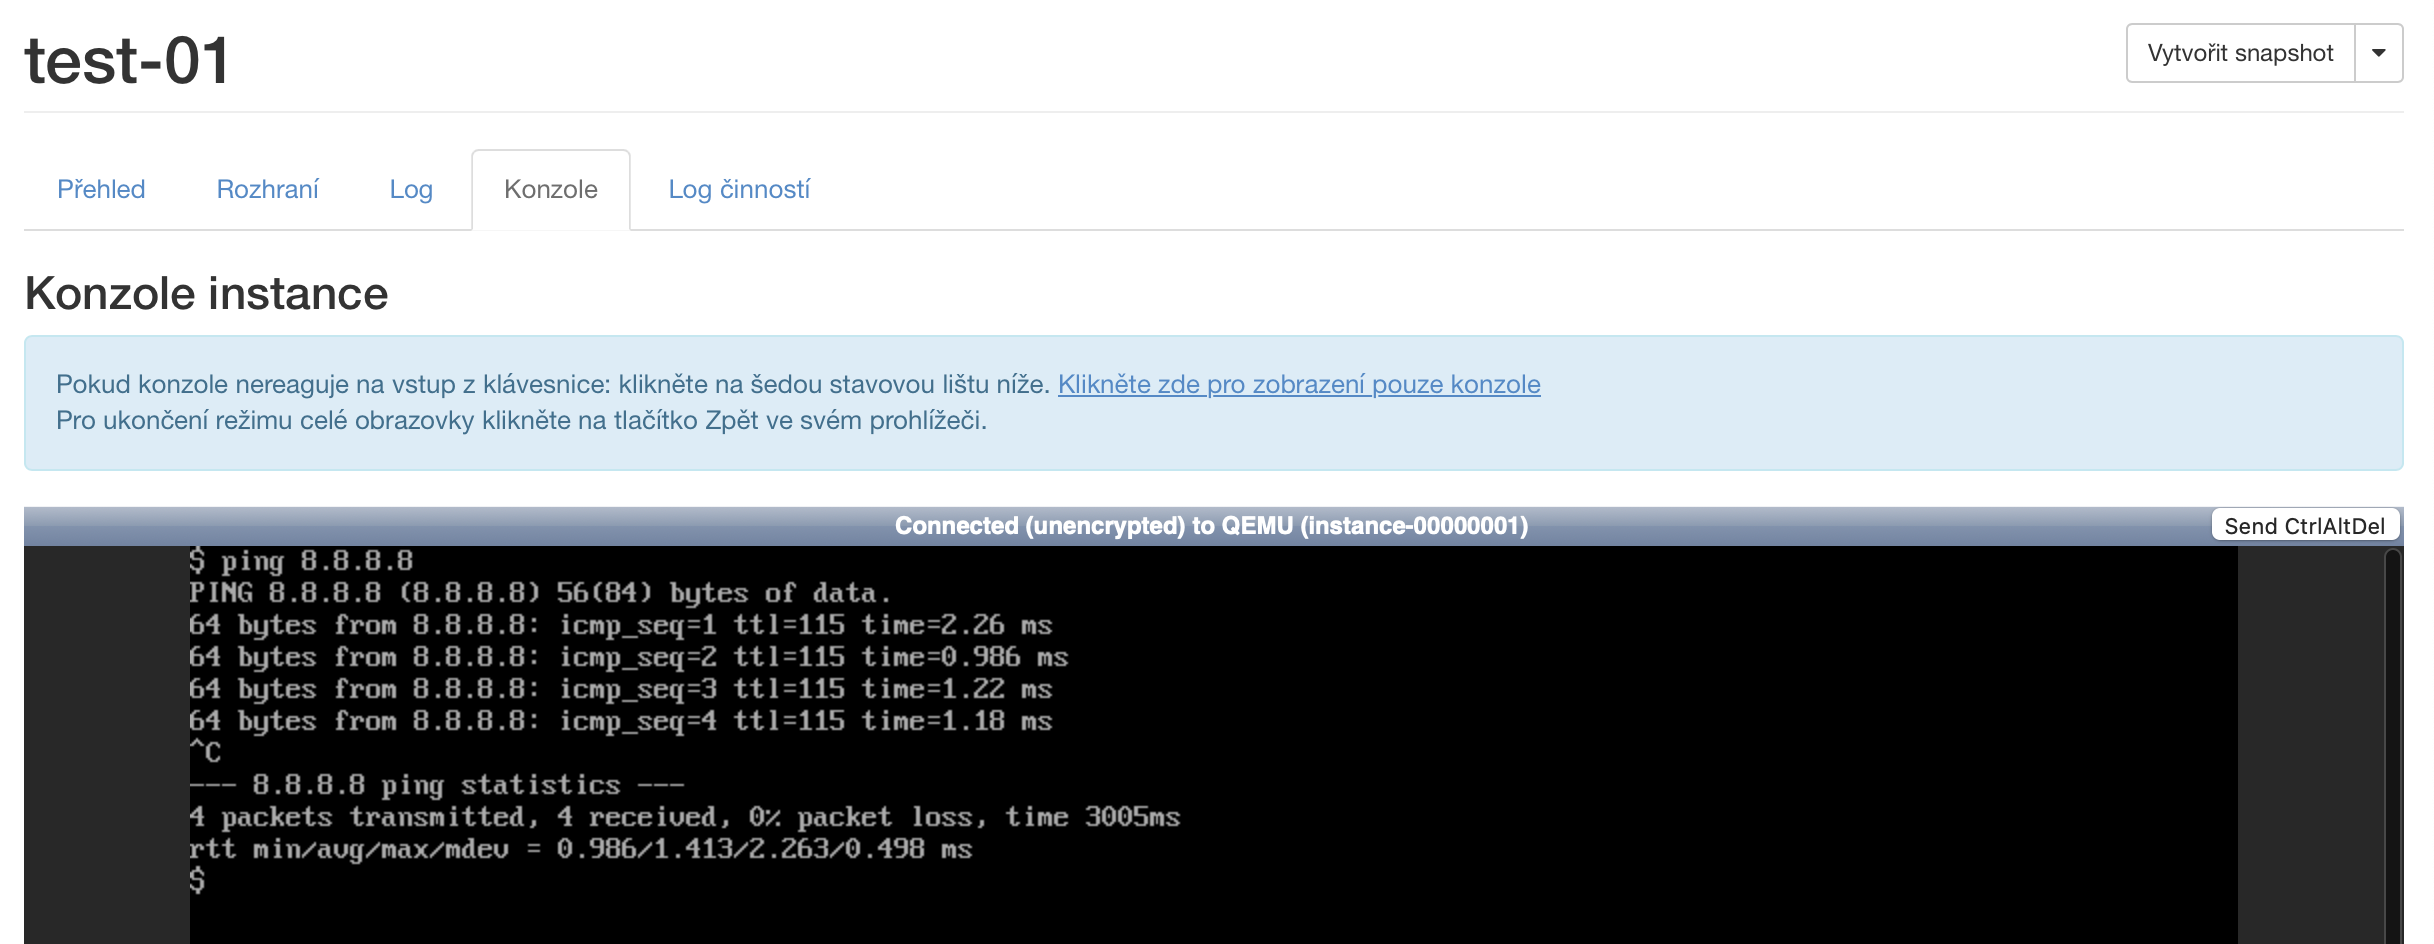 test-01
Vytvořit snapshot
Přehled Rozhraní Log Konzole Log činností
Konzole instance
Pokud konzole nereaguje na vstup z klávesnice: klikněte na šedou stavovou lištu níže. Klikněte zde pro zobrazení pouze konzole
Pro ukončení režimu celé obrazovky klikněte na tlačítko Zpět ve svém prohlížeči.
Connected (unencrypted) to QEMU (instance-00000001)
Send CtrlAltDel
$ ping 8.8.8.8
PING 8.8.8.8 (8.8.8.8) 56(84) bytes of data.
64 bytes from 8.8.8.8: icmp_seq=1 ttl=115 time=2.26 ms
64 bytes from 8.8.8.8: icmp_seq=2 ttl=115 time=0.986 ms
64 bytes from 8.8.8.8: icmp_seq=3 ttl=115 time=1.22 ms
64 bytes from 8.8.8.8: icmp_seq=4 ttl=115 time=1.18 ms
^C
--- 8.8.8.8 ping statistics ---
4 packets transmitted, 4 received, 0% packet loss, time 3005ms
rtt min/avg/max/mdev = 0.986/1.413/2.263/0.498 ms
$